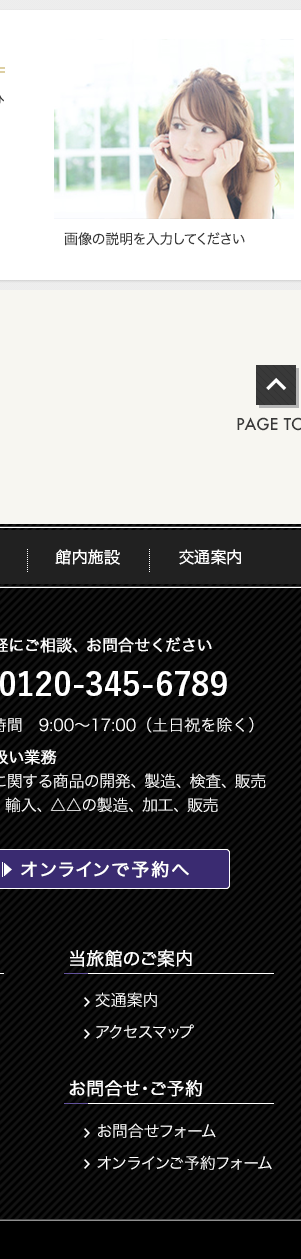 画像の説明を入力してください
PAGE TO
館内施設
交通案内
軽にご相談、お問合せください
0120-345-6789
時間　9:00〜17:00（土日祝を除く）
扱い業務
に関する商品の開発、製造、検査、販売
輸入、△△の製造、加工、販売
オンラインで予約へ
当旅館のご案内
交通案内
アクセスマップ
お問合せ・ご予約
お問合せフォーム
オンラインご予約フォーム